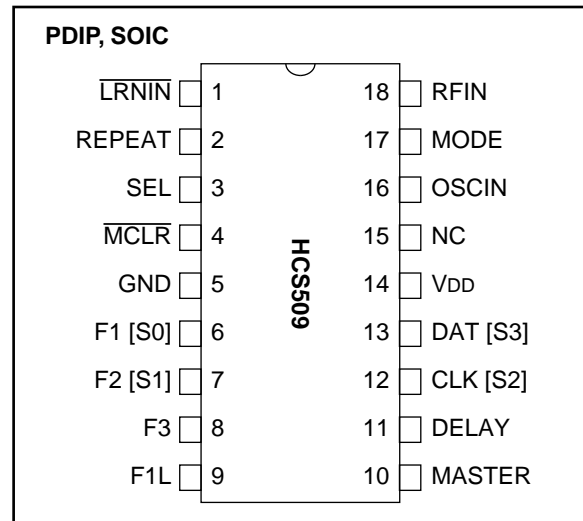 PDIP, SOIC
LRNIN 1 18 RFIN
REPEAT 2 17 MODE
SEL 3 16 OSCIN
MCLR 4 15 NC
GND 5 14 VDD
F1 [S0] 6 13 DAT [S3]
F2 [S1] 7 12 CLK [S2]
F3 8 11 DELAY
F1L 9 10 MASTER
HCS509